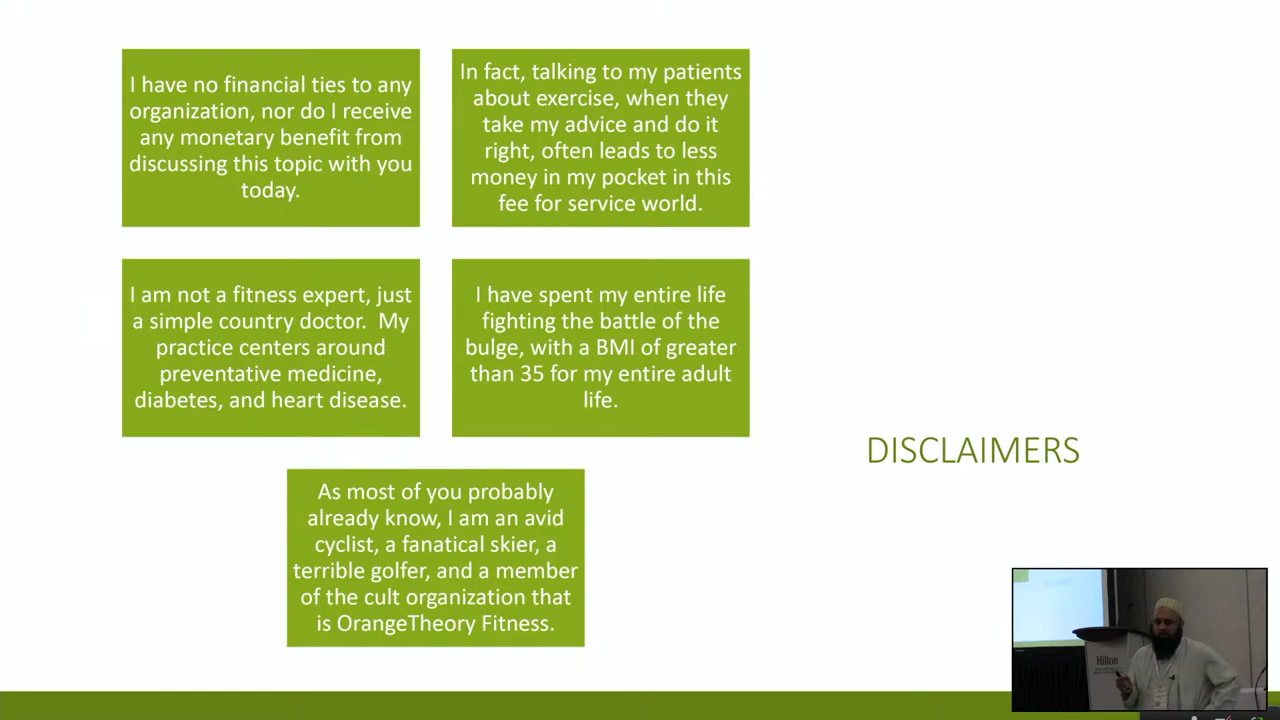 I have no financial ties to any
organization, nor do I receive
any monetary benefit from
discussing this topic with you
today.
In fact, talking to my patients
about exercise, when they
take my advice and do it
right, often leads to less
money in my pocket in this
fee for service world.
I am not a fitness expert, just
a simple country doctor.  My
practice centers around
preventative medicine,
diabetes, and heart disease.
I have spent my entire life
fighting the battle of the
bulge, with a BMI of greater
than 35 for my entire adult
life.
As most of you probably
already know, I am an avid
cyclist, a fanatical skier, a
terrible golfer, and a member
of the cult organization that
is OrangeTheory Fitness.
DISCLAIMERS
Hilton